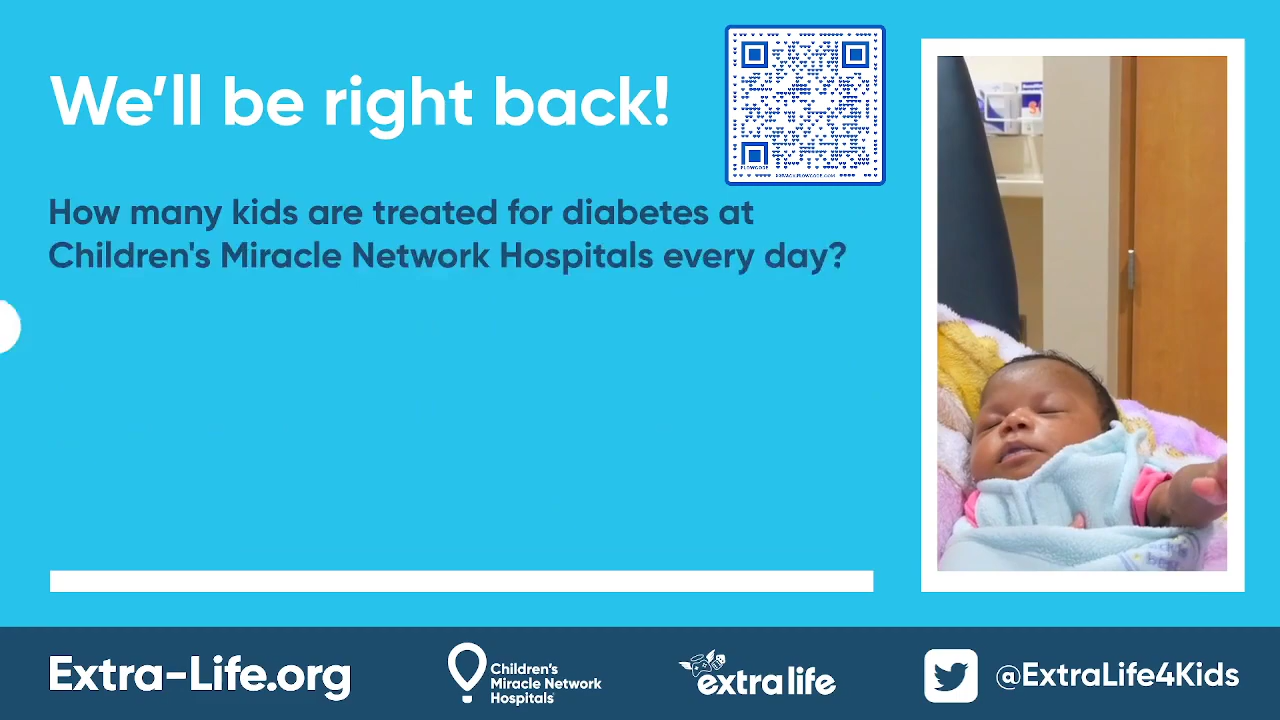 We'll be right back!
How many kids are treated for diabetes at
Children's Miracle Network Hospitals every day?
FLOWCODE
Extra-Life.org
Children's
Miracle Network
Hospitals
extra life
@ExtraLife4Kids